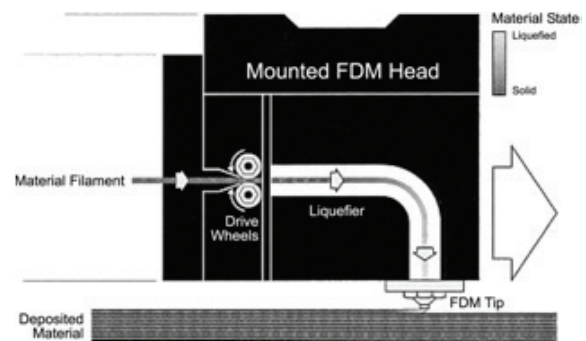 Material State
Liquefied
Mounted FDM Head
Solid
Material Filament
Drive
Wheels
Liquefier
FDM Tip
Deposited
Material